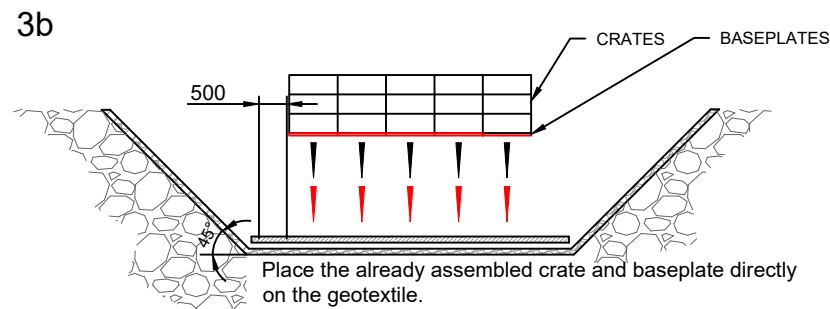 3b
CRATES
BASEPLATES
500
45°
Place the already assembled crate and baseplate directly
on the geotextile.